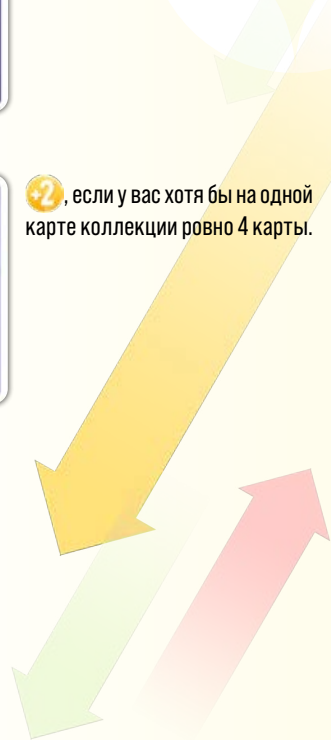 +2, если у вас хотя бы на одной
карте коллекции ровно 4 карты.